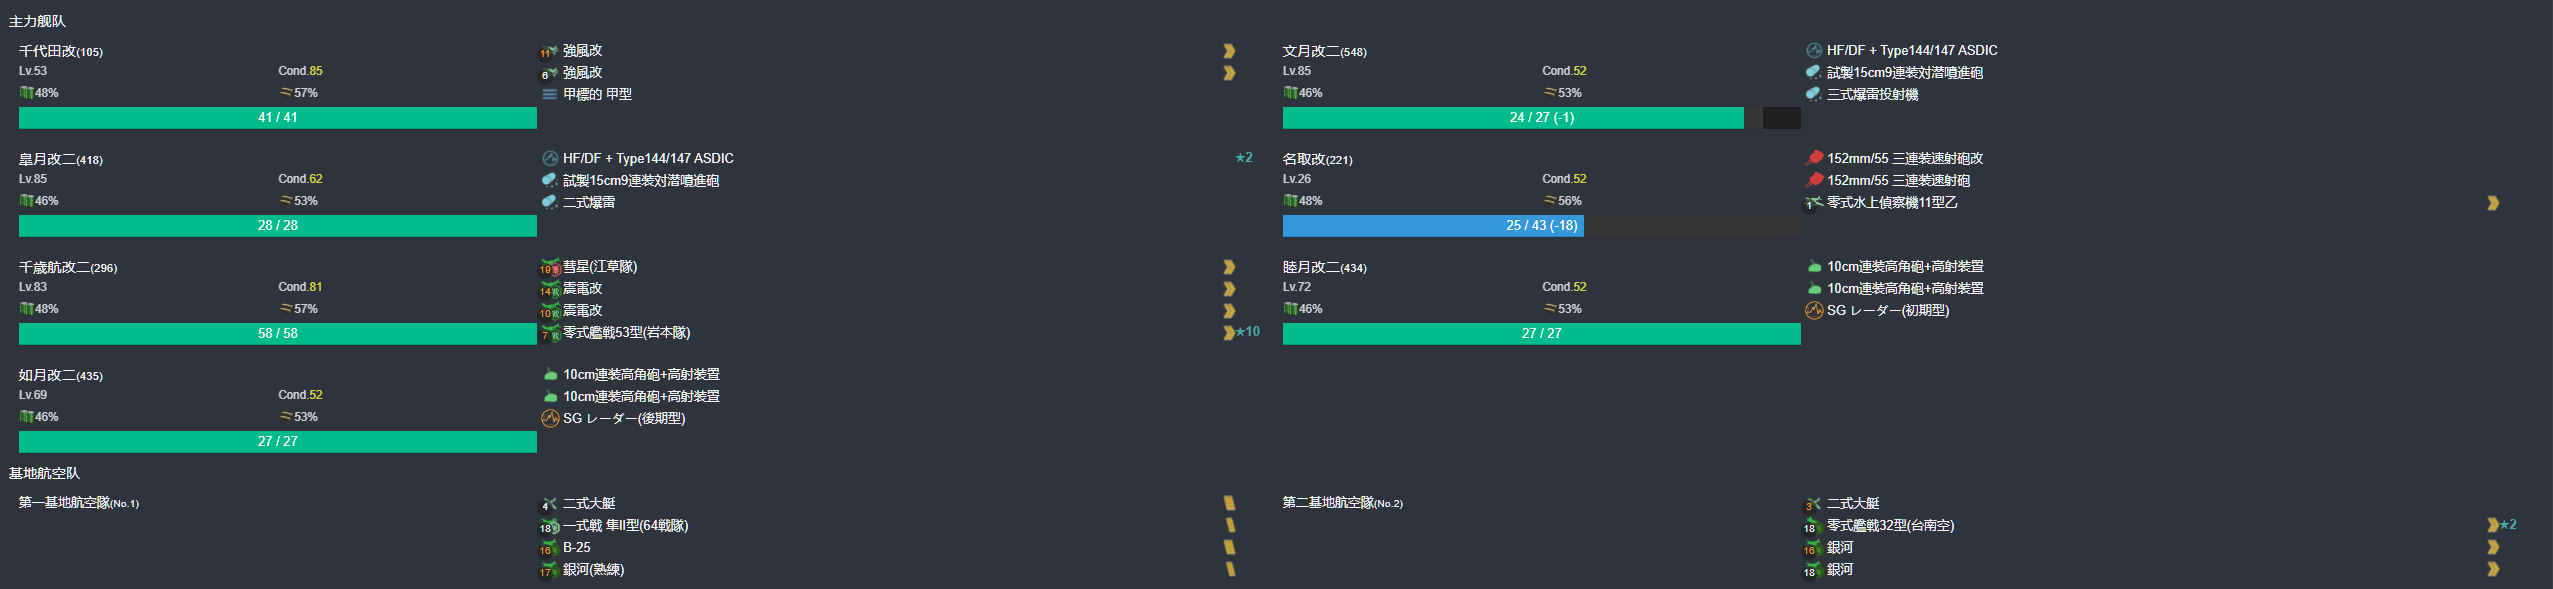 主力舰队
千代田改(105)
Lv.53 Cond.85
48% 57%
41 / 41
11 強風改
6 強風改
甲標的 甲型
文月改二(548)
Lv.85 Cond.52
46% 53%
24 / 27 (-1)
HF/DF + Type144/147 ASDIC
試製15cm9連装対潜噴進砲
三式爆雷投射機
皐月改二(418)
Lv.85 Cond.62
46% 53%
28 / 28
HF/DF + Type144/147 ASDIC ★2
試製15cm9連装対潜噴進砲
二式爆雷
名取改(221)
Lv.26 Cond.52
48% 56%
25 / 43 (-18)
152mm/55 三連装速射砲改
152mm/55 三連装速射砲
1 零式水上偵察機11型乙
千歳航改二(296)
Lv.83 Cond.81
48% 57%
58 / 58
19 彗星(江草隊)
14 震電改
10 震電改
7 零式艦戦53型(岩本隊) ★10
睦月改二(434)
Lv.72 Cond.52
46% 53%
27 / 27
10cm連装高角砲+高射装置
10cm連装高角砲+高射装置
SG レーダー(初期型)
如月改二(435)
Lv.69 Cond.52
46% 53%
27 / 27
10cm連装高角砲+高射装置
10cm連装高角砲+高射装置
SG レーダー(後期型)
基地航空队
第一基地航空隊(No.1)
4 二式大艇
18 一式戦 隼II型(64戦隊)
16 B-25
17 銀河(熟練)
第二基地航空隊(No.2)
3 二式大艇
18 零式艦戦32型(台南空) ★2
16 銀河
18 銀河